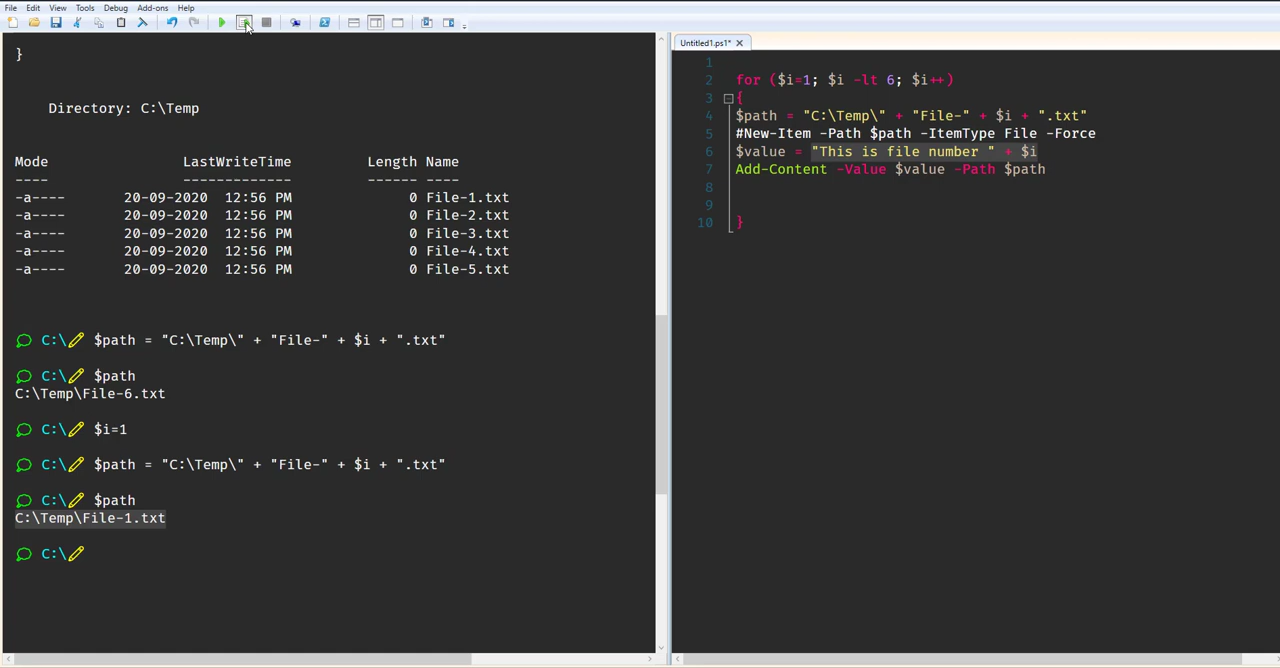 File Edit View Tools Debug Add-ons Help
}
Directory: C:\Temp
Mode LastWriteTime Length Name
---- ------------- ------ ----
-a---- 20-09-2020 12:56 PM 0 File-1.txt
-a---- 20-09-2020 12:56 PM 0 File-2.txt
-a---- 20-09-2020 12:56 PM 0 File-3.txt
-a---- 20-09-2020 12:56 PM 0 File-4.txt
-a---- 20-09-2020 12:56 PM 0 File-5.txt
C:\ $path = "C:\Temp\" + "File-" + $i + ".txt"
C:\ $path
C:\Temp\File-6.txt
C:\ $i=1
C:\ $path = "C:\Temp\" + "File-" + $i + ".txt"
C:\ $path
C:\Temp\File-1.txt
C:\
Untitled1.ps1*
1
2 for ($i=1; $i -lt 6; $i++)
3 {
4 $path = "C:\Temp\" + "File-" + $i + ".txt"
5 #New-Item -Path $path -ItemType File -Force
6 $value = "This is file number " + $i
7 Add-Content -Value $value -Path $path
8
9
10 }